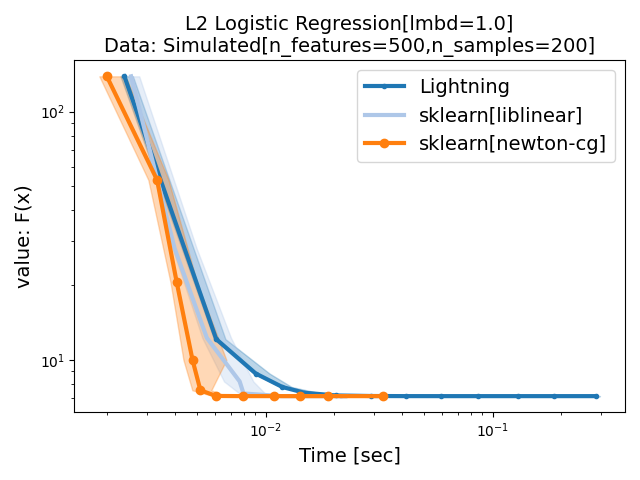 L2 Logistic Regression[lmbd=1.0]
Data: Simulated[n_features=500,n_samples=200]
Lightning
sklearn[liblinear]
sklearn[newton-cg]
value: F(x)
10²
10¹
10⁻²
10⁻¹
Time [sec]